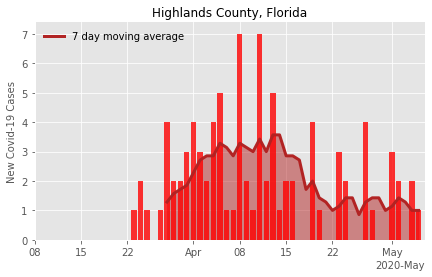 Highlands County, Florida
7 day moving average
New Covid-19 Cases
7
6
5
4
3
2
1
0
08 15 22 Apr 08 15 22 May
2020-May